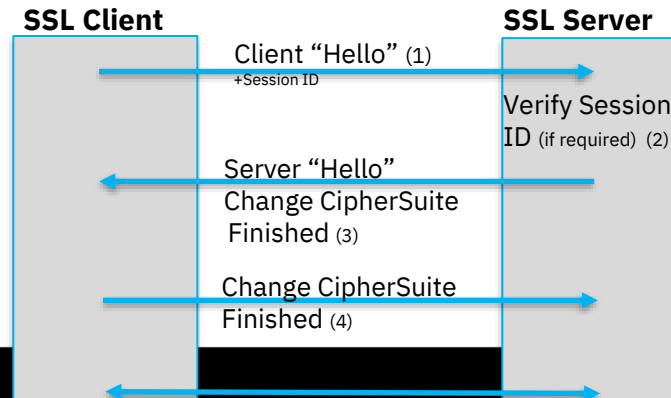 SSL Client
SSL Server
Client “Hello” (1)
+Session ID
Verify Session
ID (if required) (2)
Server “Hello”
Change CipherSuite
Finished (3)
Change CipherSuite
Finished (4)